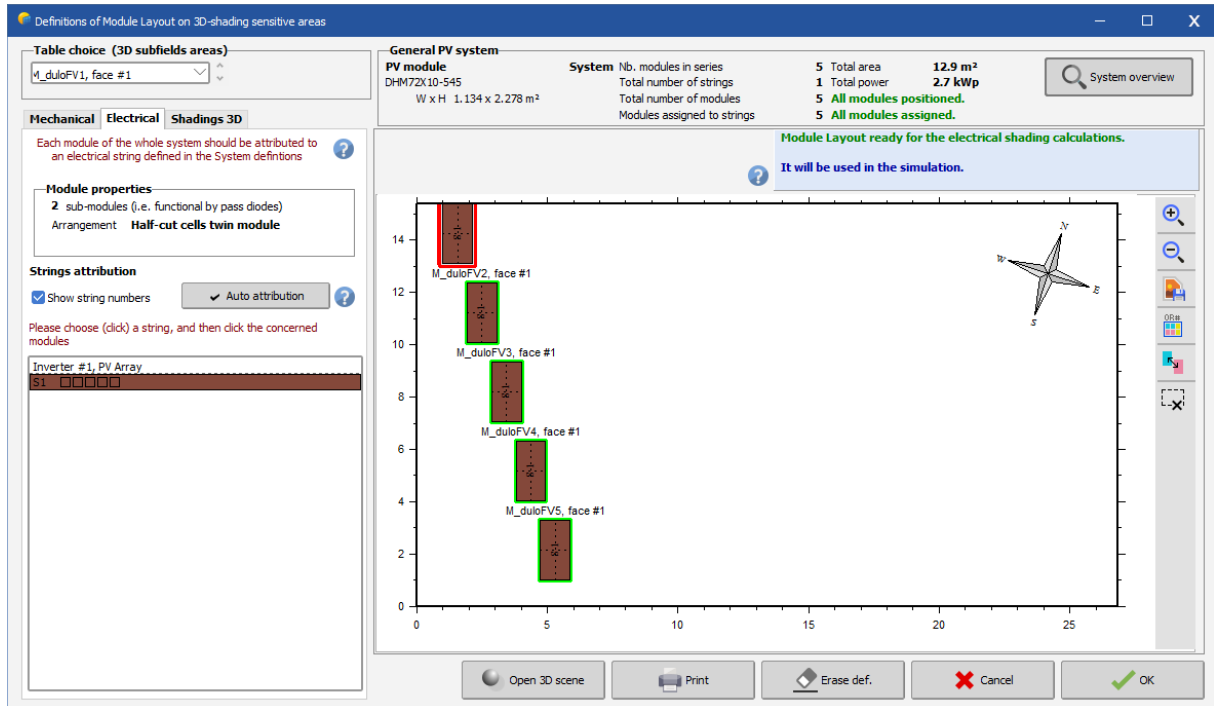 Definitions of Module Layout on 3D-shading sensitive areas
Table choice (3D subfields areas)
M_duloFV1, face #1
Mechanical Electrical Shadings 3D
Each module of the whole system should be attributed to
an electrical string defined in the System defintions
Module properties
2 sub-modules (i.e. functional by pass diodes)
Arrangement Half-cut cells twin module
Strings attribution
Show string numbers
Auto attribution
Please choose (click) a string, and then click the concerned
modules
Inverter #1, PV Array
S1
General PV system
PV module System Nb. modules in series 5 Total area 12.9 m²
DHM72X10-545 Total number of strings 1 Total power 2.7 kWp
W x H 1.134 x 2.278 m² Total number of modules 5 All modules positioned.
Modules assigned to strings 5 All modules assigned.
System overview
Module Layout ready for the electrical shading calculations.
It will be used in the simulation.
14
12
10
8
6
4
2
0
0 5 10 15 20 25
M_duloFV2, face #1
M_duloFV3, face #1
M_duloFV4, face #1
M_duloFV5, face #1
N
W
E
S
OR#
Open 3D scene
Print
Erase def.
Cancel
OK